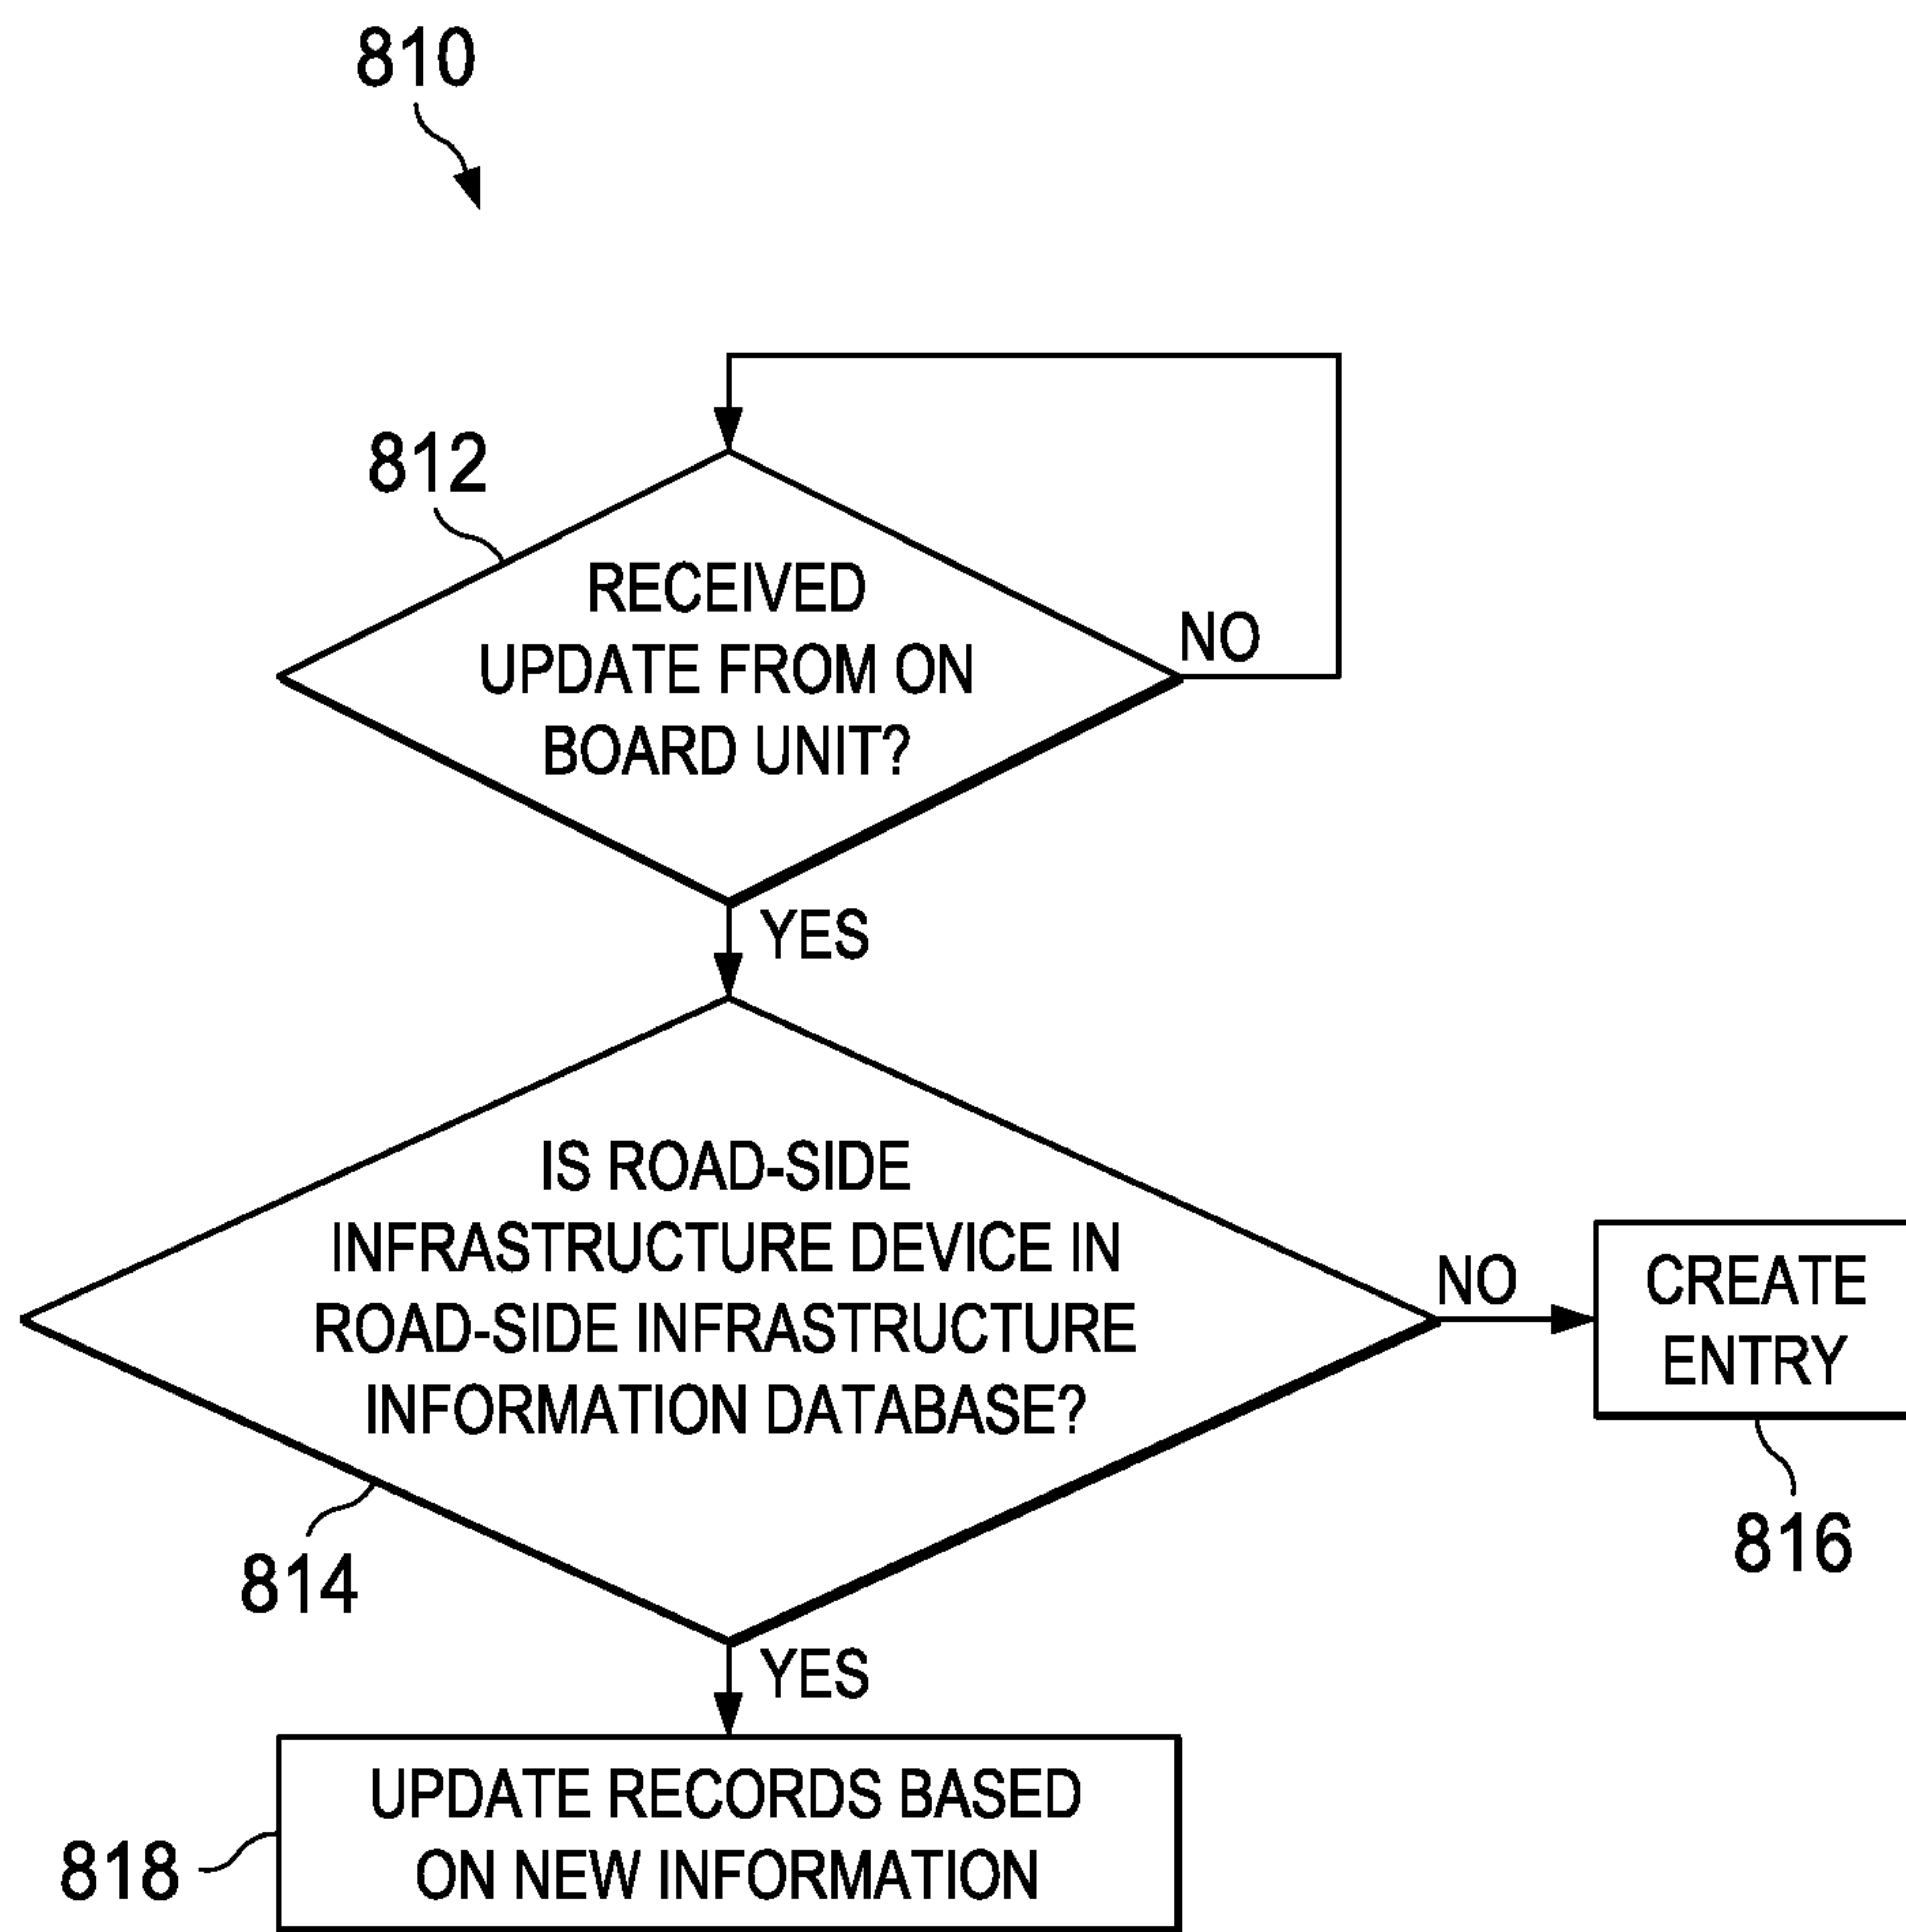 810
812
RECEIVED
UPDATE FROM ON
BOARD UNIT?
NO
YES
IS ROAD-SIDE
INFRASTRUCTURE DEVICE IN
ROAD-SIDE INFRASTRUCTURE
INFORMATION DATABASE?
NO
CREATE
ENTRY
816
814
YES
UPDATE RECORDS BASED
ON NEW INFORMATION
818